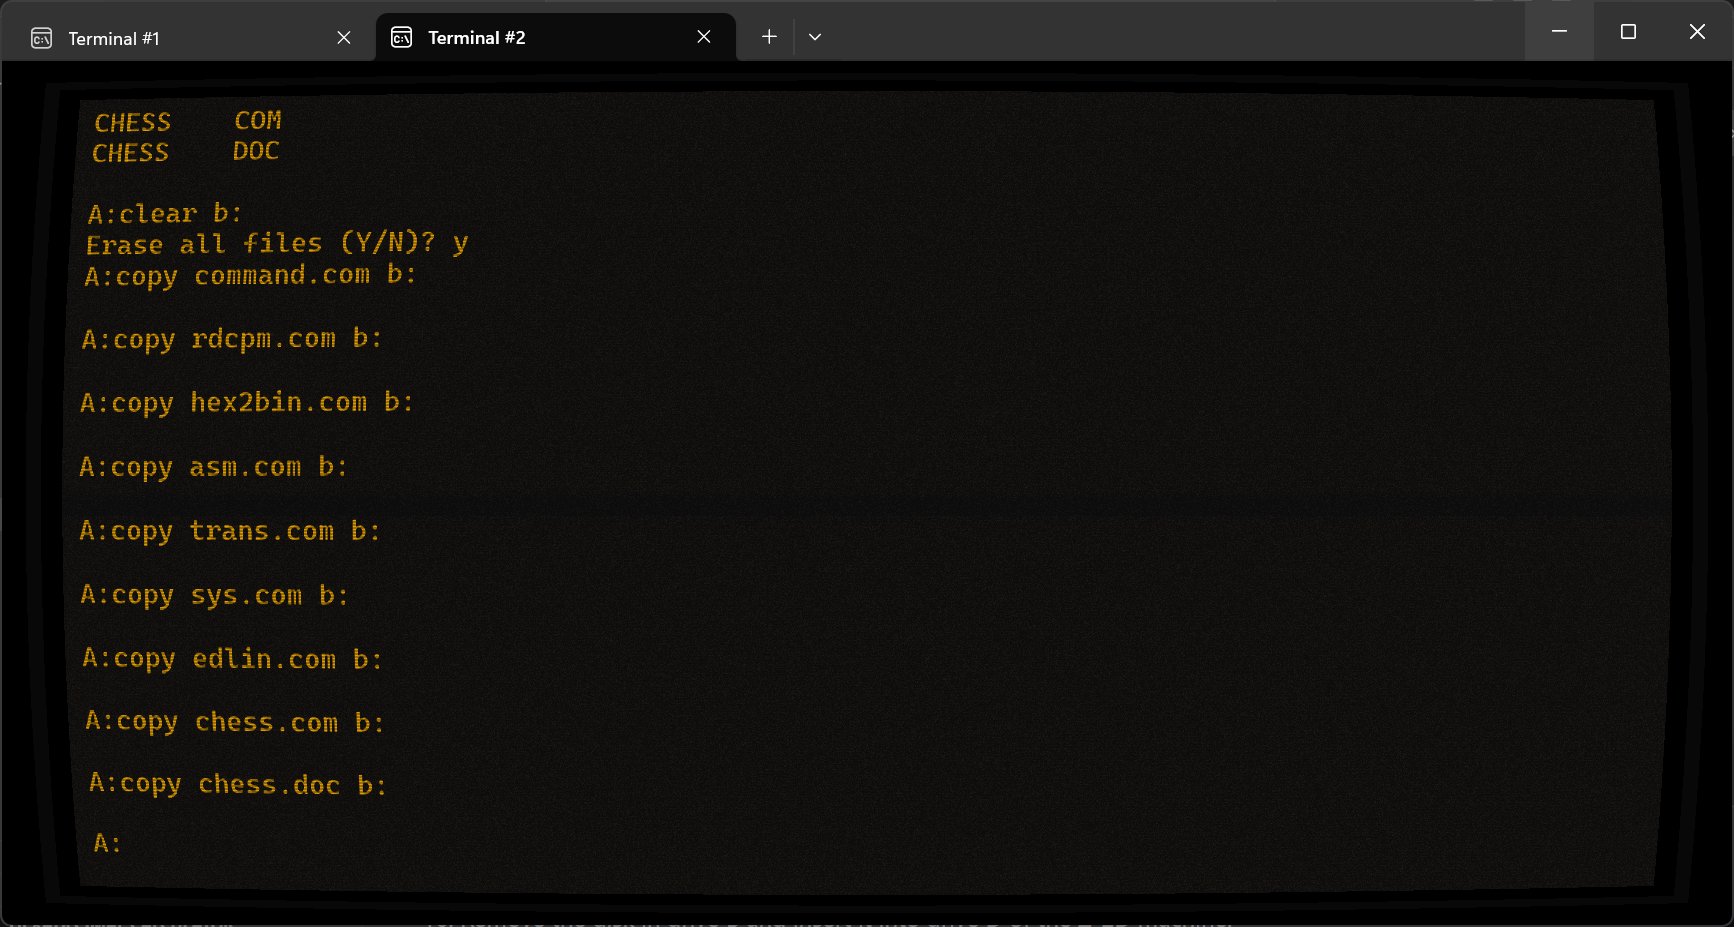 Terminal #1
Terminal #2
CHESS COM
CHESS DOC
A:clear b:
Erase all files (Y/N)? y
A:copy command.com b:
A:copy rdcpm.com b:
A:copy hex2bin.com b:
A:copy asm.com b:
A:copy trans.com b:
A:copy sys.com b:
A:copy edlin.com b:
A:copy chess.com b:
A:copy chess.doc b:
A: